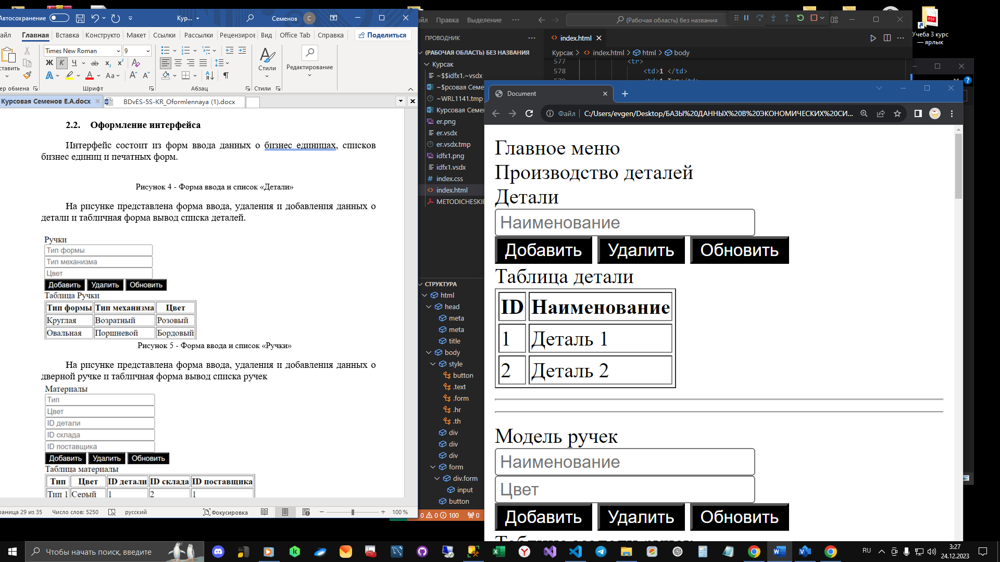 Автосохранение
Кур...
Семенов
С
айл
Главная
Вставка
Конструкто
Макет
Ссылки
Рассылки
Рецензиров
Вид
Office Tab
Справка
Поделиться
Times New Roman
9
Ж К Ч ab x₂ x²
Aa
ставить
Стили
Редактирование
ер обмена
Шрифт
Абзац
Стили
Курсовая Семенов Е.А.docx
BDvES-5S-KR_Oformlennaya (1).docx
2.2. Оформление интерфейса
Интерфейс состоит из форм ввода данных о бизнес единицах, списков
бизнес единиц и печатных форм.
Рисунок 4 - Форма ввода и список «Детали»
На рисунке представлена форма ввода, удаления и добавления данных о
детали и табличная форма вывод списка деталей.
Ручки
Тип формы
Тип механизма
Цвет
Добавить Удалить Обновить
Таблица Ручки
Тип формы Тип механизма Цвет
Круглая Возратный Розовый
Овальная Поршневой Бордовый
Рисунок 5 - Форма ввода и список «Ручки»
На рисунке представлена форма ввода, удаления и добавления данных о
дверной ручке и табличная форма вывод списка ручек
Материалы
Тип
Цвет
ID детали
ID склада
ID поставщика
Добавить Удалить Обновить
Таблица материалы
Тип Цвет ID детали ID склада ID поставщика
Тип 1 Серый 1 2 1
раница 29 из 35
Число слов: 5250
русский
Фокусировка
100 %
айл
Правка
Выделение
(Рабочая область) без названия
ПРОВОДНИК
(РАБОЧАЯ ОБЛАСТЬ) БЕЗ НАЗВАНИЯ
Курсак
~$$idfx1.~vsdx
~$рсовая Семе
~WRL1141.tmp
Курсовая Семен
er.png
er.vsdx
er.vsdx.tmp
idfx1.png
idfx1.vsdx
index.css
index.html
METODICHESKIE
СТРУКТУРА
html
head
meta
meta
title
body
style
button
.text
.form
.hr
.th
div
div
div
form
div.form
input
button
0 0 100 0
index.html
Курсак > index.html > html > body
577 <tr>
578 <td>1 </td>
Document
Файл
C:/Users/evgen/Desktop/БАЗЫ%20ДАННЫХ%20В%20ЭКОНОМИЧЕСКИХ%20СИ...
Главное меню
Производство деталей
Детали
Наименование
Добавить Удалить Обновить
Таблица детали
ID Наименование
1 Деталь 1
2 Деталь 2
Модель ручек
Наименование
Цвет
Добавить Удалить Обновить
Учеба 3 курс
— ярлык
Чтобы начать поиск, введите
RU
3:27
24.12.2023